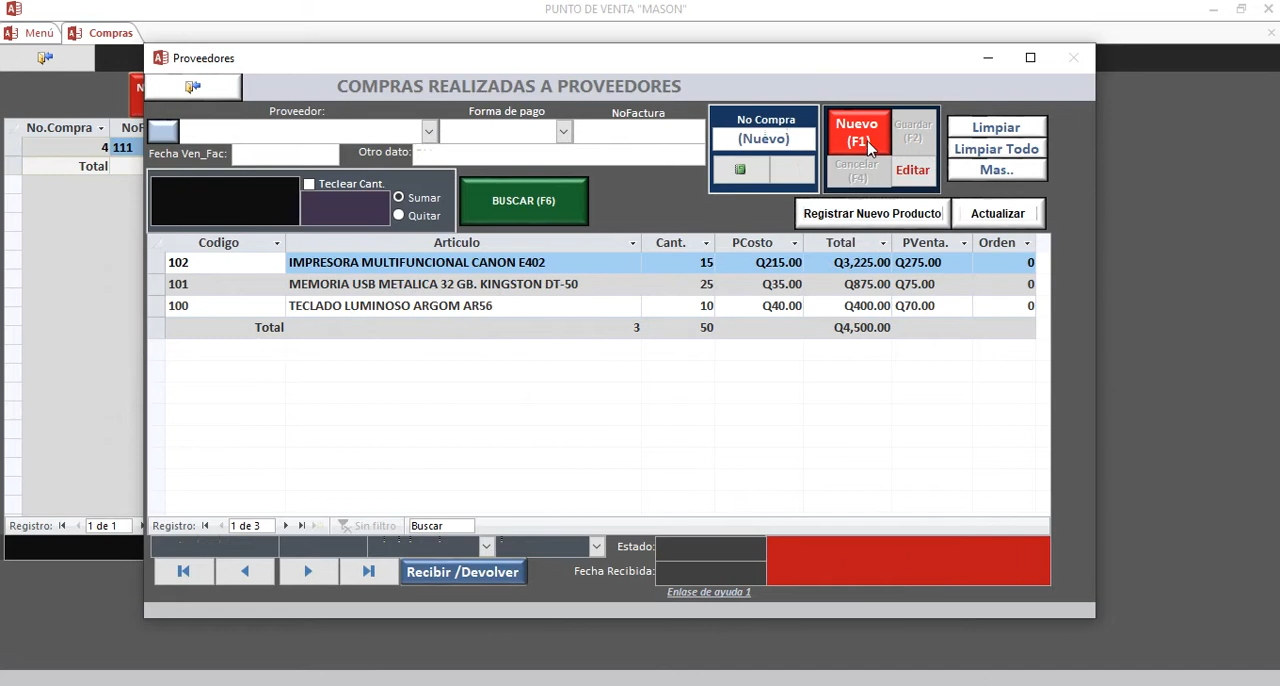 PUNTO DE VENTA "MASON"
Menú Compras
Proveedores
COMPRAS REALIZADAS A PROVEEDORES
Proveedor: Forma de pago NoFactura
Fecha Ven_Fac: Otro dato:
No Compra
(Nuevo)
Nuevo (F1)
Guardar (F2)
Cancelar (F4)
Editar
Limpiar
Limpiar Todo
Mas..
Teclear Cant.
Sumar
Quitar
BUSCAR (F6)
Registrar Nuevo Producto Actualizar
No.Compra NoF
4 111
Total
Codigo Articulo Cant. PCosto Total PVenta. Orden
102 IMPRESORA MULTIFUNCIONAL CANON E402 15 Q215.00 Q3,225.00 Q275.00 0
101 MEMORIA USB METALICA 32 GB. KINGSTON DT-50 25 Q35.00 Q875.00 Q75.00 0
100 TECLADO LUMINOSO ARGOM AR56 10 Q40.00 Q400.00 Q70.00 0
Total 3 50 Q4,500.00
Registro: 1 de 1
Registro: 1 de 3 Sin filtro Buscar
Estado:
Recibir /Devolver Fecha Recibida:
Enlase de ayuda 1